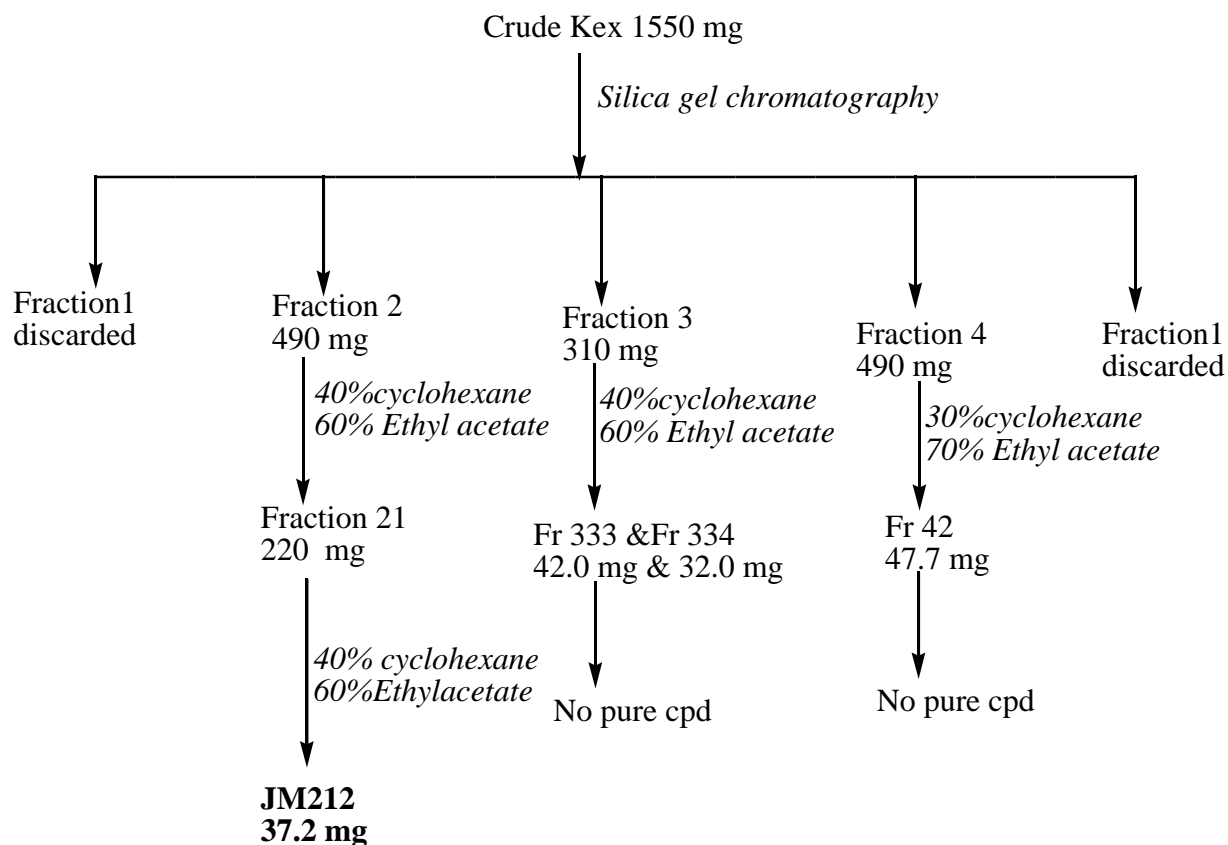 Crude Kex 1550 mg
Silica gel chromatography
Fraction1
discarded
Fraction 2
490 mg
Fraction 3
310 mg
Fraction 4
490 mg
Fraction1
discarded
40%cyclohexane
60% Ethyl acetate
40%cyclohexane
60% Ethyl acetate
30%cyclohexane
70% Ethyl acetate
Fraction 21
220 mg
Fr 333 &Fr 334
42.0 mg & 32.0 mg
Fr 42
47.7 mg
40% cyclohexane
60%Ethylacetate
No pure cpd
No pure cpd
JM212
37.2 mg